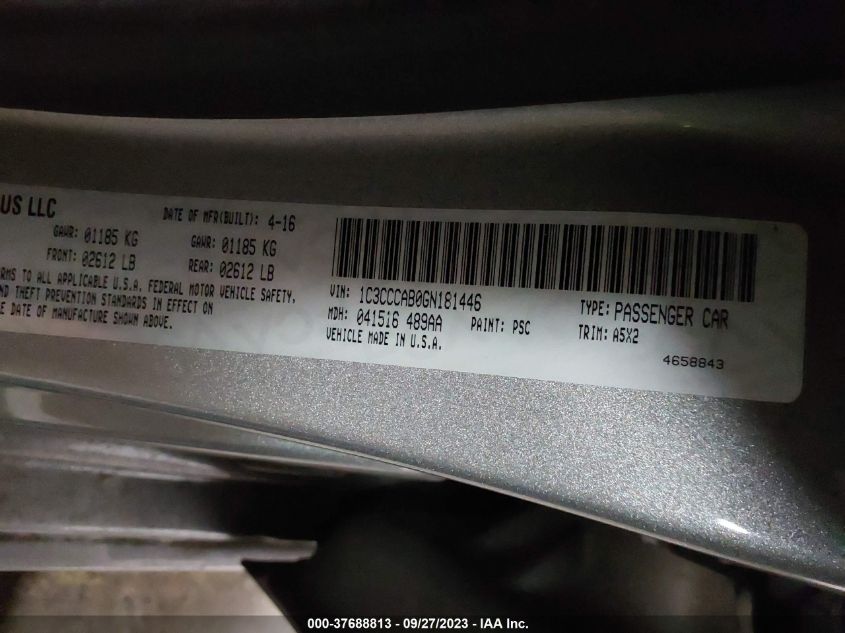 US LLC
DATE OF MFR(BUILT): 4-16
GAWR: 01185 KG
GAWR: 01185 KG
FRONT: 02612 LB
REAR: 02612 LB
RMS TO ALL APPLICABLE U.S.A. FEDERAL MOTOR VEHICLE SAFETY,
ND THEFT PREVENTION STANDARDS IN EFFECT ON
E DATE OF MANUFACTURE SHOWN ABOVE.
VIN: 1C3CCCAB0GN181446
TYPE: PASSENGER CAR
MDH: 041516 489AA
PAINT: PSC
TRIM: A5X2
VEHICLE MADE IN U.S.A.
4658843
000-37688813 - 09/27/2023 - IAA Inc.